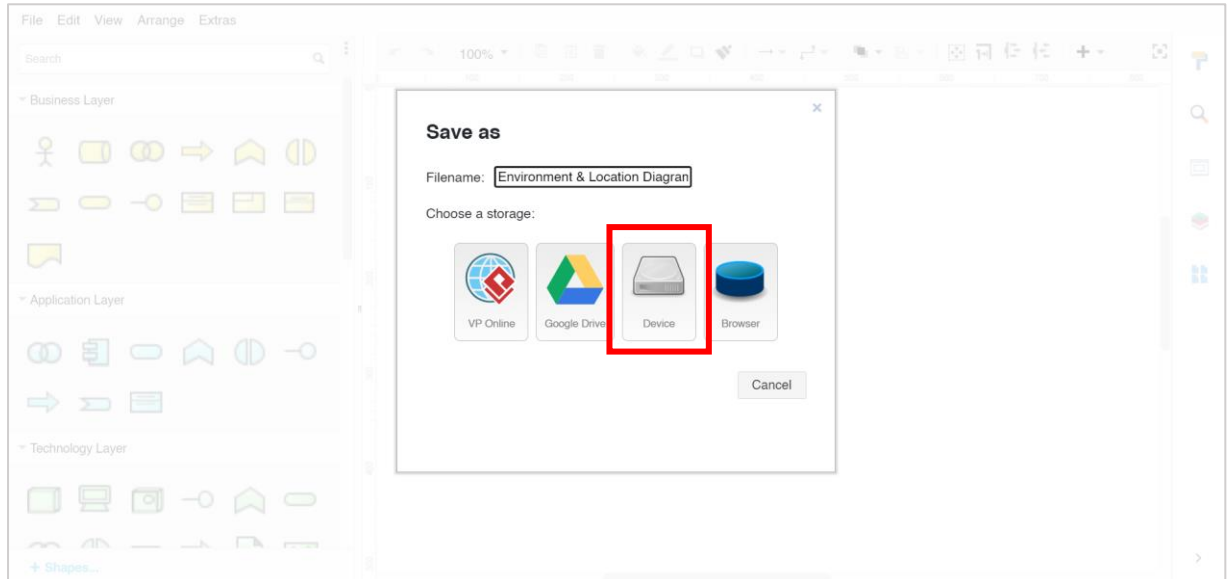 File Edit View Arrange Extras
Search
100%
Business Layer
Save as
Filename: Environment & Location Diagran
Choose a storage:
VP Online Google Drive Device Browser
Application Layer
Cancel
Technology Layer
+ Shapes...